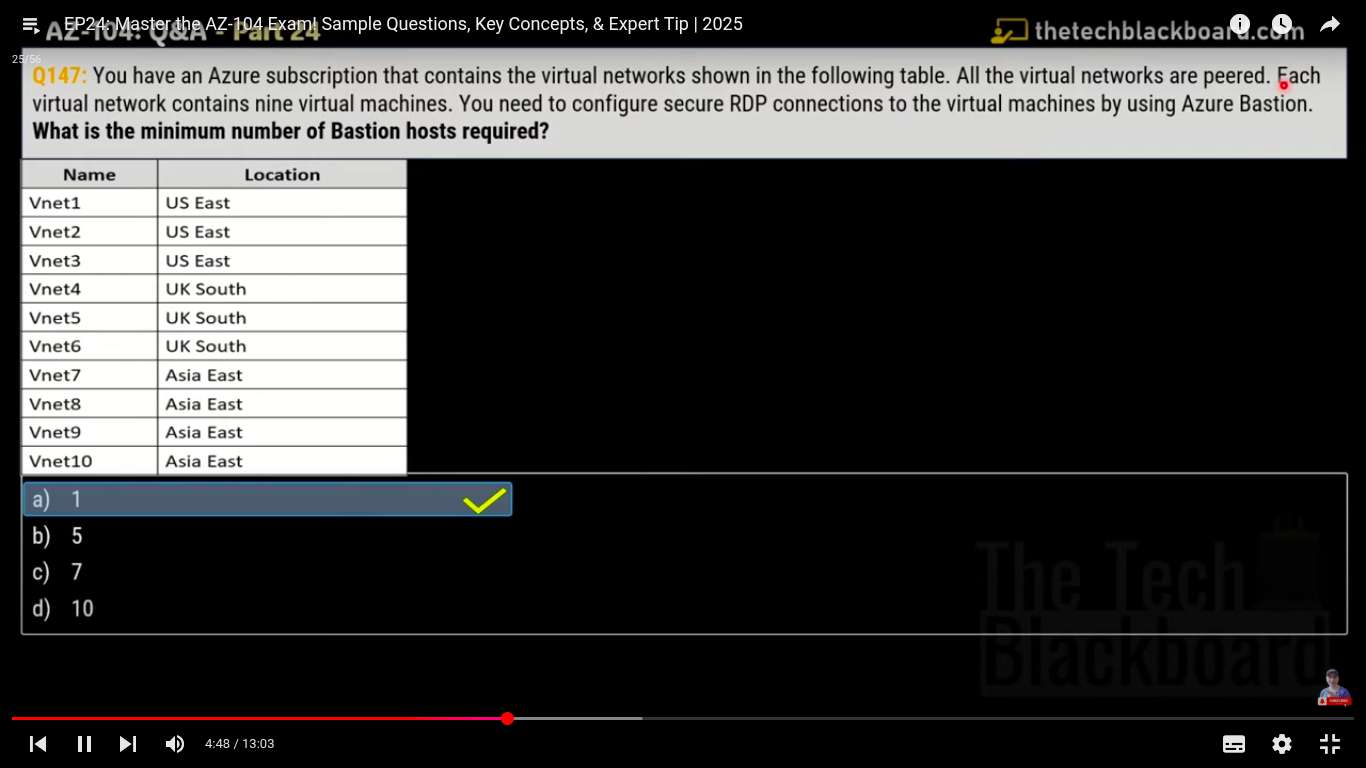 EP24: Master the AZ-104 Exam! Sample Questions, Key Concepts, & Expert Tip | 2025
AZ-104: Q&A - Part 24
thetechblackboard.com
25/56
Q147: You have an Azure subscription that contains the virtual networks shown in the following table. All the virtual networks are peered. Each
virtual network contains nine virtual machines. You need to configure secure RDP connections to the virtual machines by using Azure Bastion.
What is the minimum number of Bastion hosts required?
Name Location
Vnet1 US East
Vnet2 US East
Vnet3 US East
Vnet4 UK South
Vnet5 UK South
Vnet6 UK South
Vnet7 Asia East
Vnet8 Asia East
Vnet9 Asia East
Vnet10 Asia East
a) 1
b) 5
c) 7
d) 10
The Tech
Blackboard
4:48 / 13:03